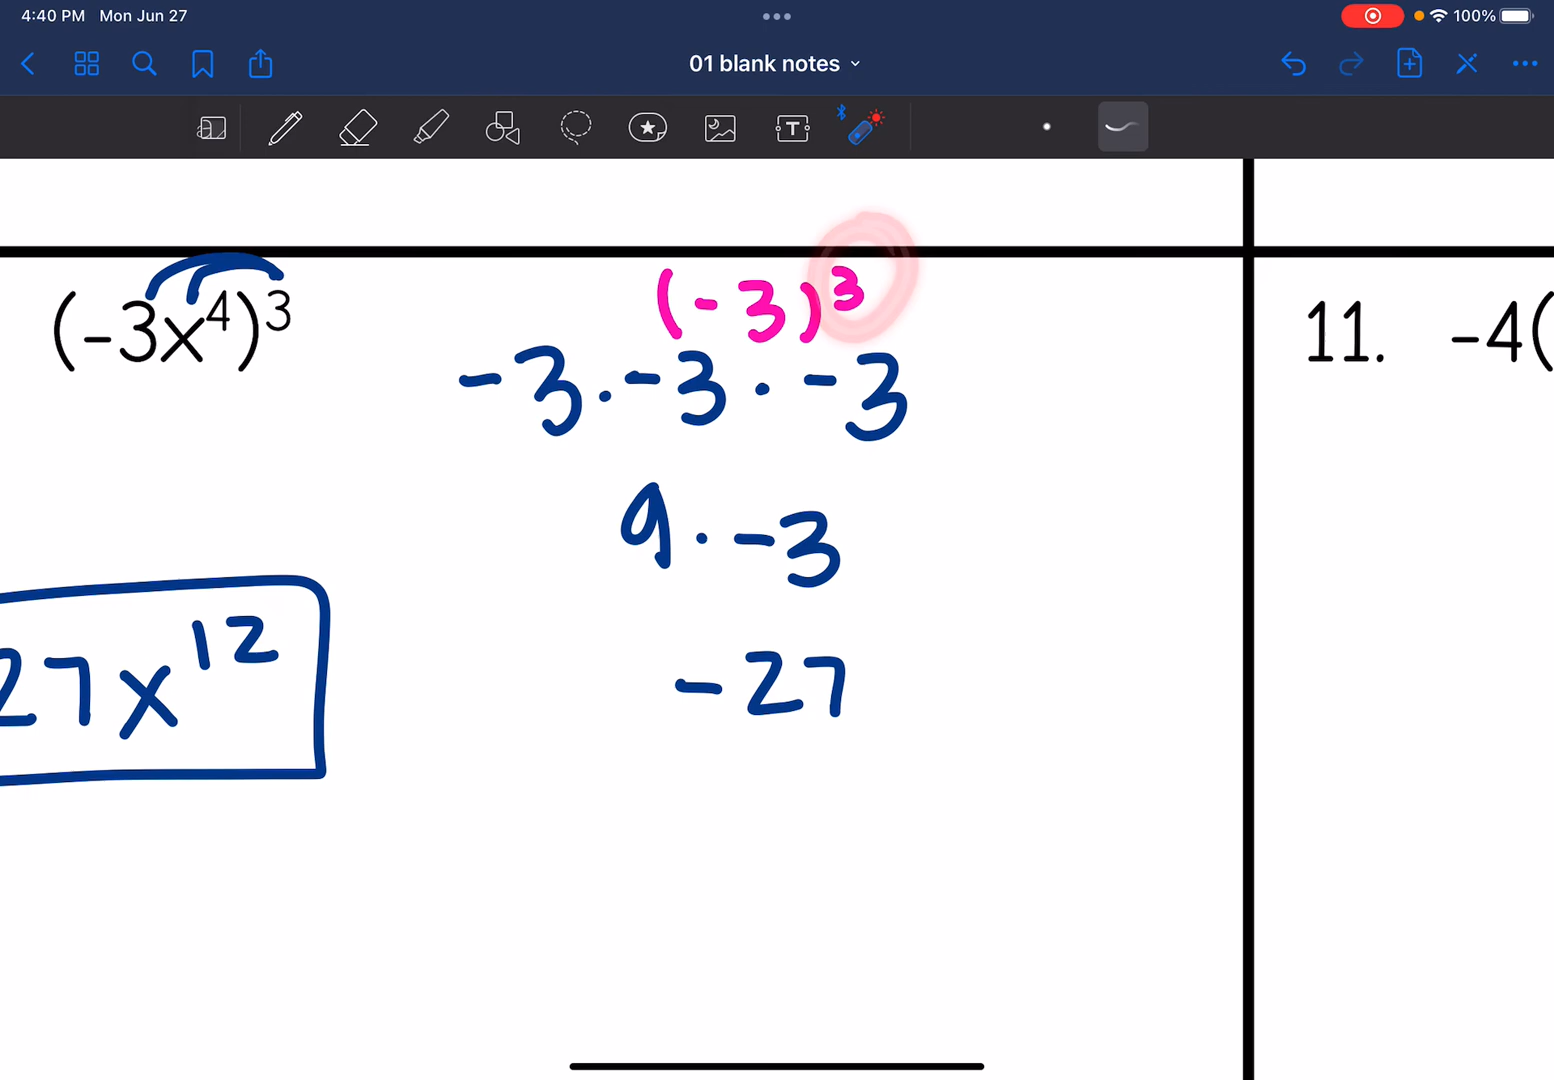 4:40 PM Mon Jun 27
100%
01 blank notes
T
(-3x⁴)³
(-3)³
-3·-3·-3
9·-3
-27
27x¹²
11. -4(